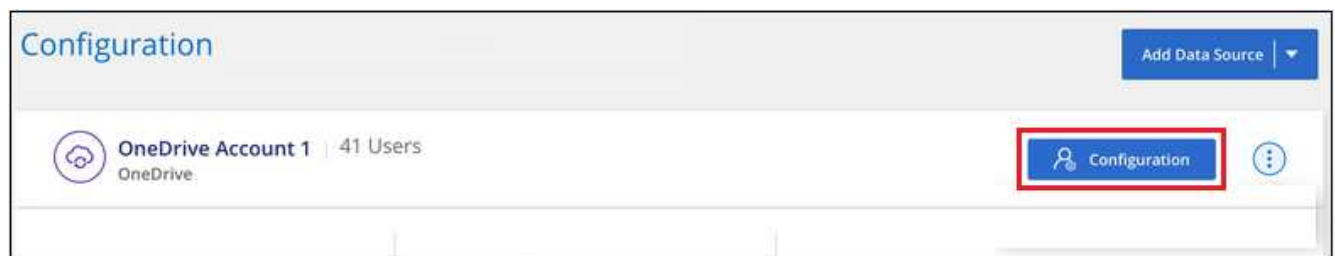 Configuration
Add Data Source
OneDrive Account 1 | 41 Users
OneDrive
Configuration